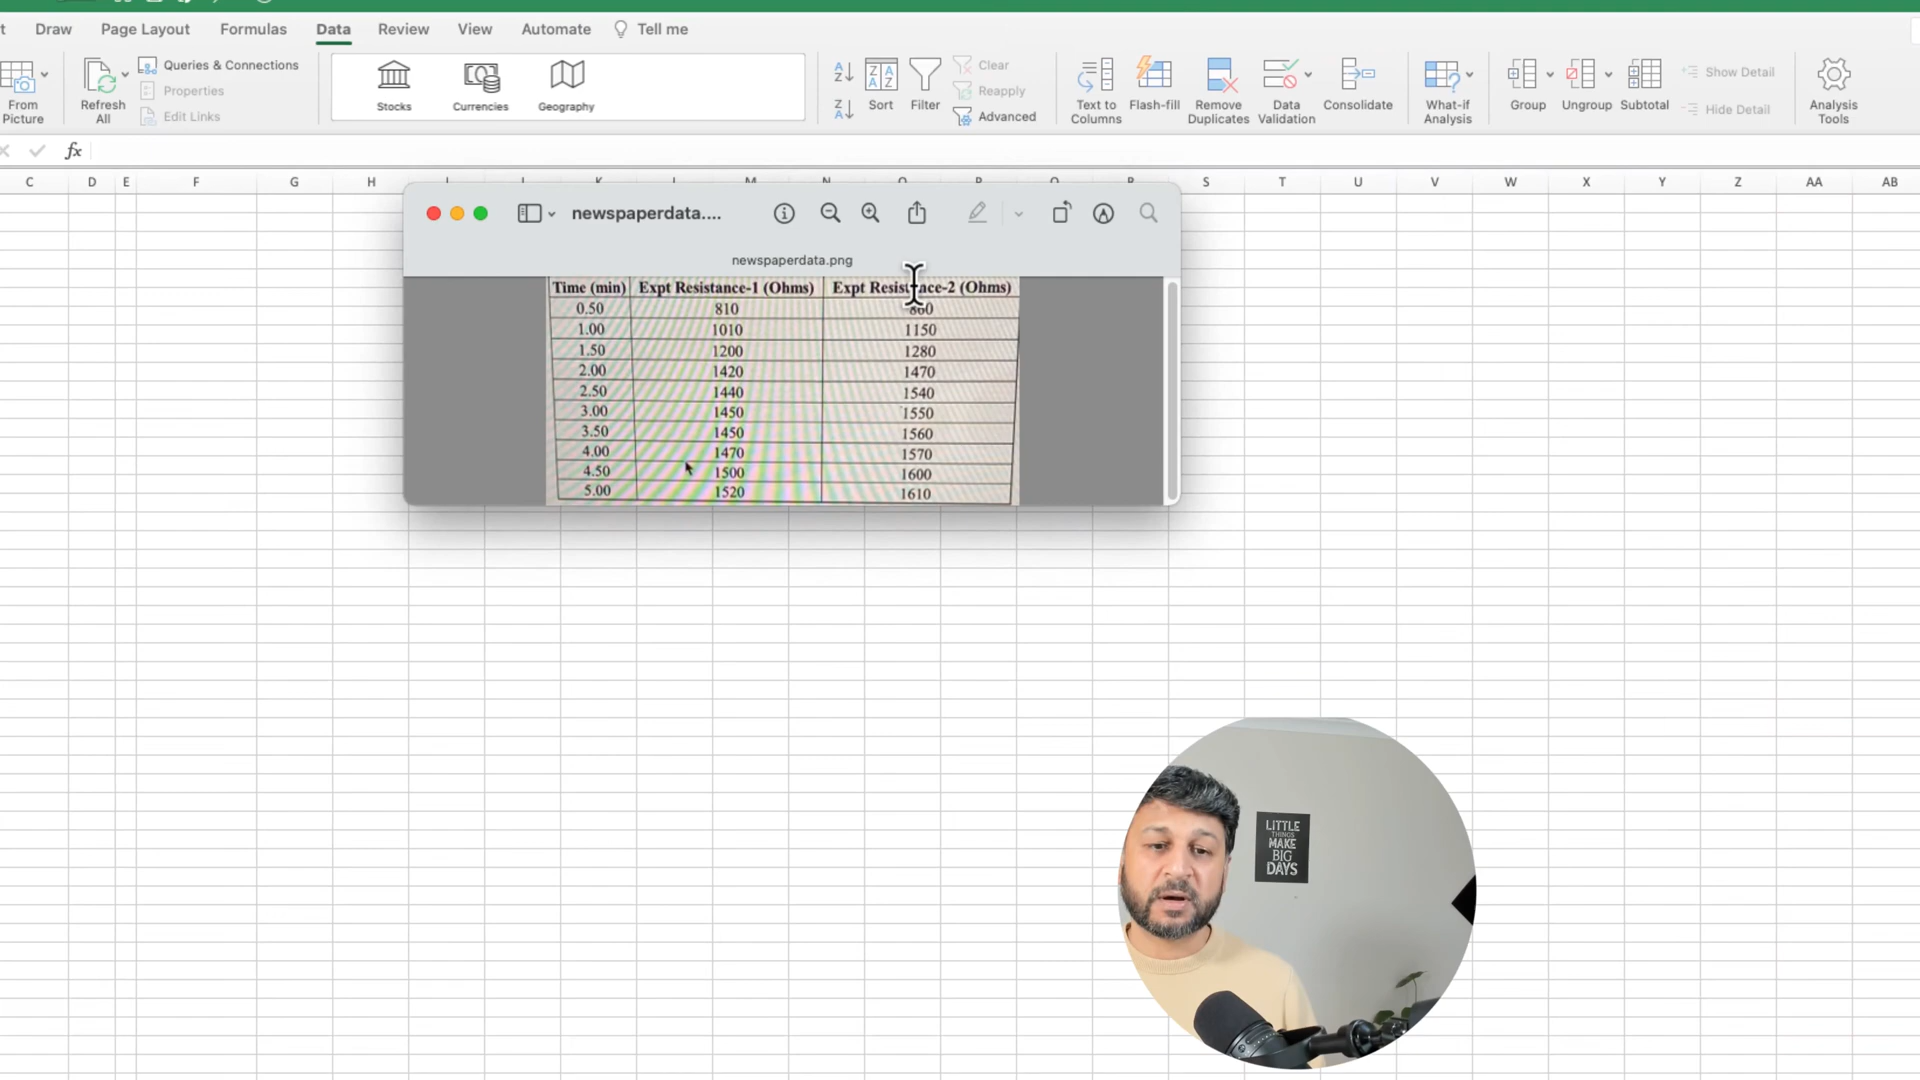 Draw Page Layout Formulas Data Review View Automate Tell me
Queries & Connections
Properties
Edit Links
From Picture
Refresh All
Stocks Currencies Geography
Sort Filter
Clear
Reapply
Advanced
Text to Columns
Flash-fill
Remove Duplicates
Data Validation
Consolidate
What-if Analysis
Group Ungroup Subtotal
Show Detail
Hide Detail
Analysis Tools
fx
C D E F G H S T U V W X Y Z AA AB
newspaperdata....
newspaperdata.png
Time (min) Expt Resistance-1 (Ohms) Expt Resistance-2 (Ohms)
0.50 810 860
1.00 1010 1150
1.50 1200 1280
2.00 1420 1470
2.50 1440 1540
3.00 1450 1550
3.50 1450 1560
4.00 1470 1570
4.50 1500 1600
5.00 1520 1610
LITTLE
THINGS
MAKE
BIG
DAYS